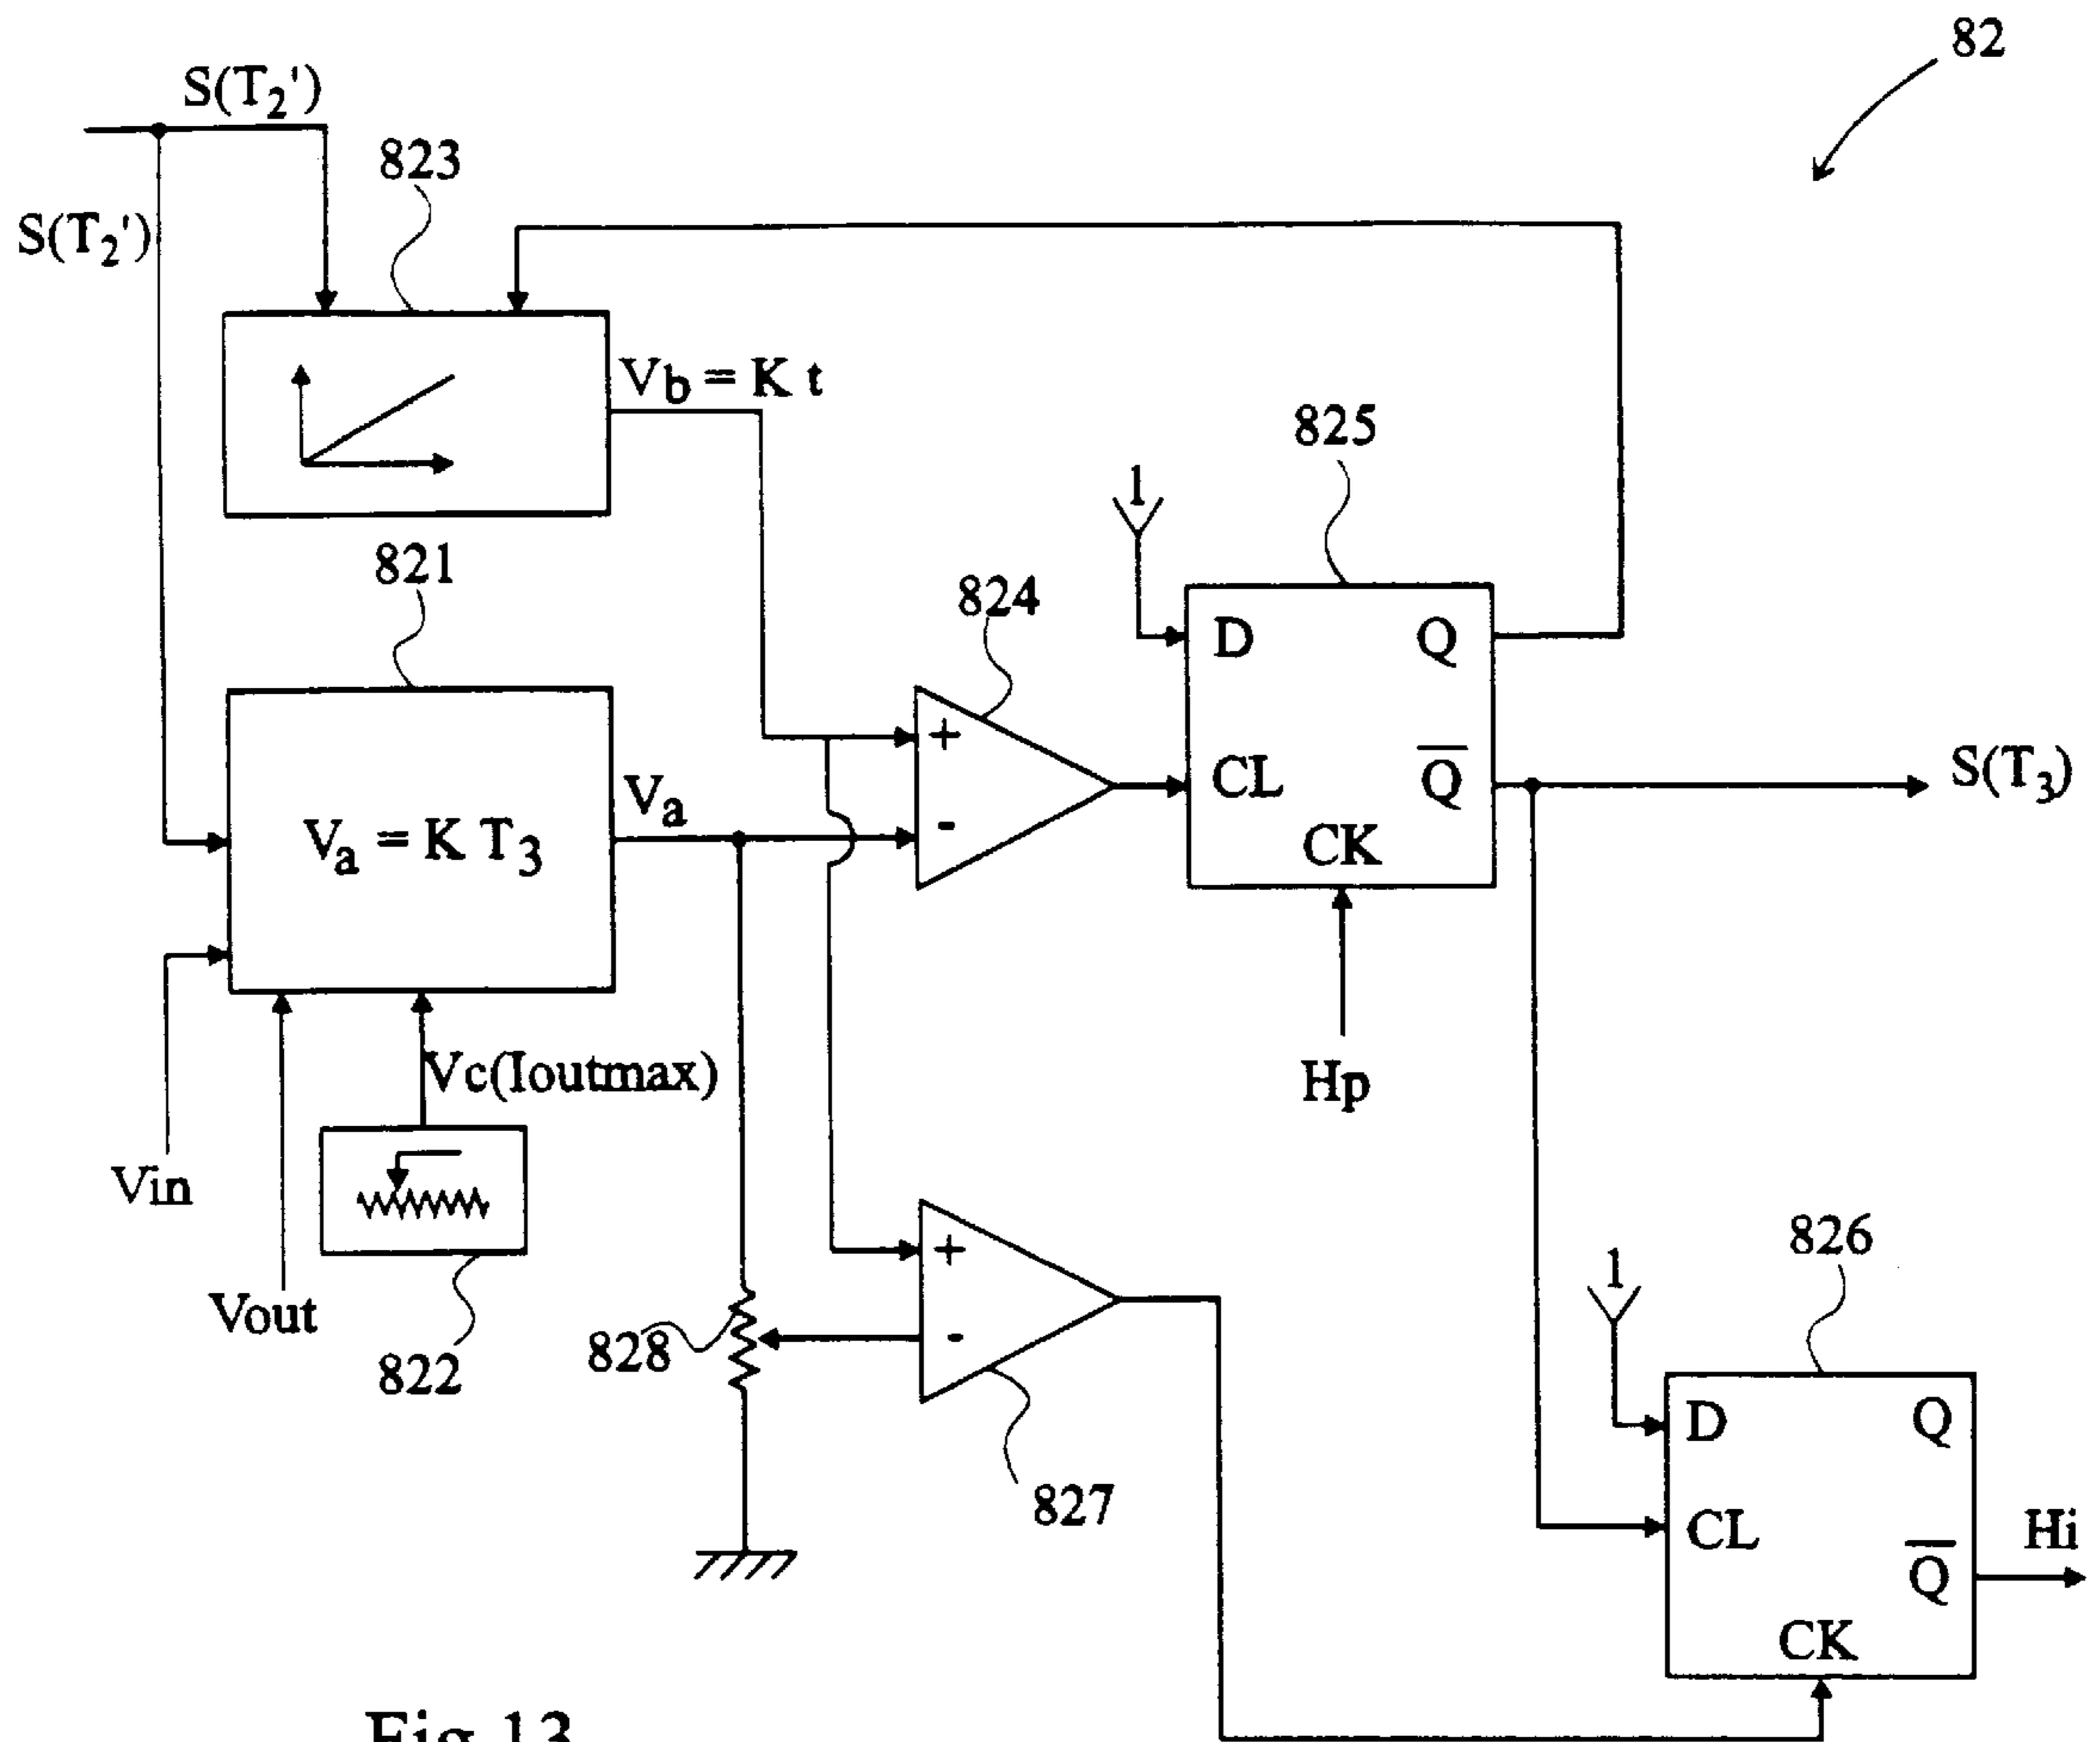 82
S(T2')
823
S(T2')
Vb = K t
825
1
821
824
D Q
+
Va
S(T3)
CL Q
Va = K T3
-
CK
Vc(Ioutmax)
Hp
Vin
826
+
1
Vout
828
-
822
D Q
827
CL
Hi
Q
CK
Fig 13